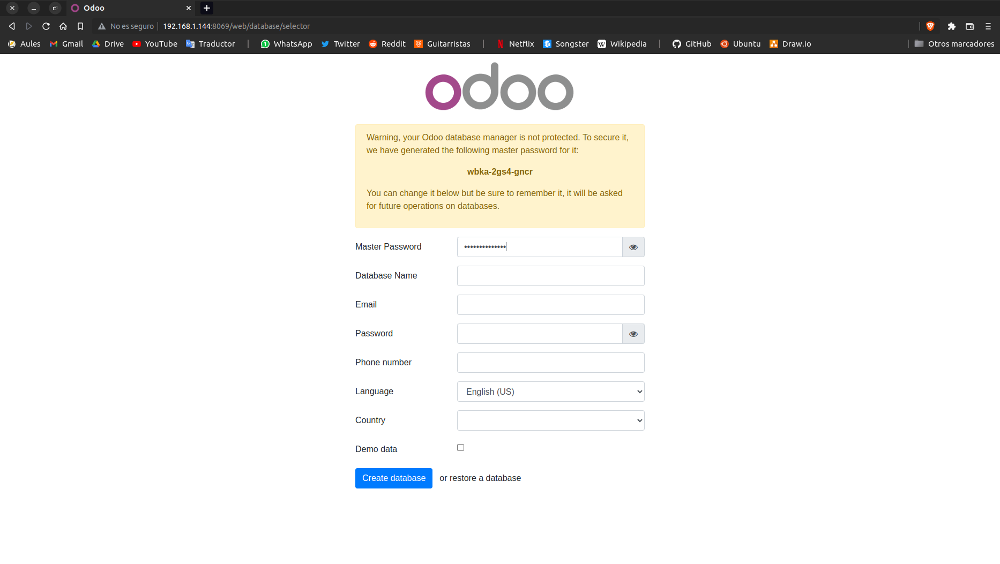 Odoo
No es seguro 192.168.1.144:8069/web/database/selector
Aules Gmail Drive YouTube Traductor | WhatsApp Twitter Reddit Guitarristas | Netflix Songster Wikipedia | GitHub Ubuntu Draw.io Otros marcadores
odoo
Warning, your Odoo database manager is not protected. To secure it,
we have generated the following master password for it:
wbka-2gs4-gncr
You can change it below but be sure to remember it, it will be asked
for future operations on databases.
Master Password ••••••••••••••
Database Name
Email
Password
Phone number
Language English (US)
Country
Demo data
Create database or restore a database